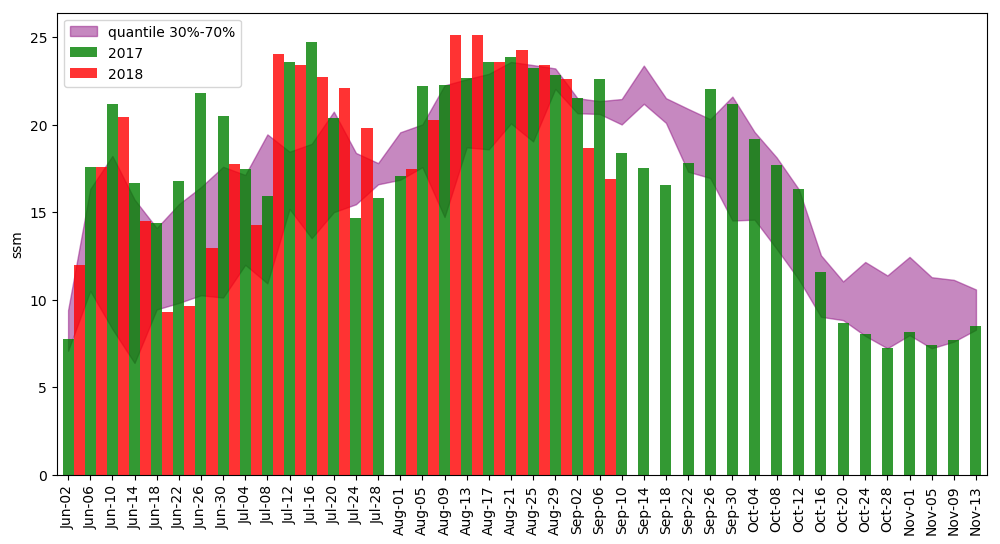 quantile 30%-70%
2017
2018
ssm
25
20
15
10
5
0
Jun-02
Jun-06
Jun-10
Jun-14
Jun-18
Jun-22
Jun-26
Jun-30
Jul-04
Jul-08
Jul-12
Jul-16
Jul-20
Jul-24
Jul-28
Aug-01
Aug-05
Aug-09
Aug-13
Aug-17
Aug-21
Aug-25
Aug-29
Sep-02
Sep-06
Sep-10
Sep-14
Sep-18
Sep-22
Sep-26
Sep-30
Oct-04
Oct-08
Oct-12
Oct-16
Oct-20
Oct-24
Oct-28
Nov-01
Nov-05
Nov-09
Nov-13